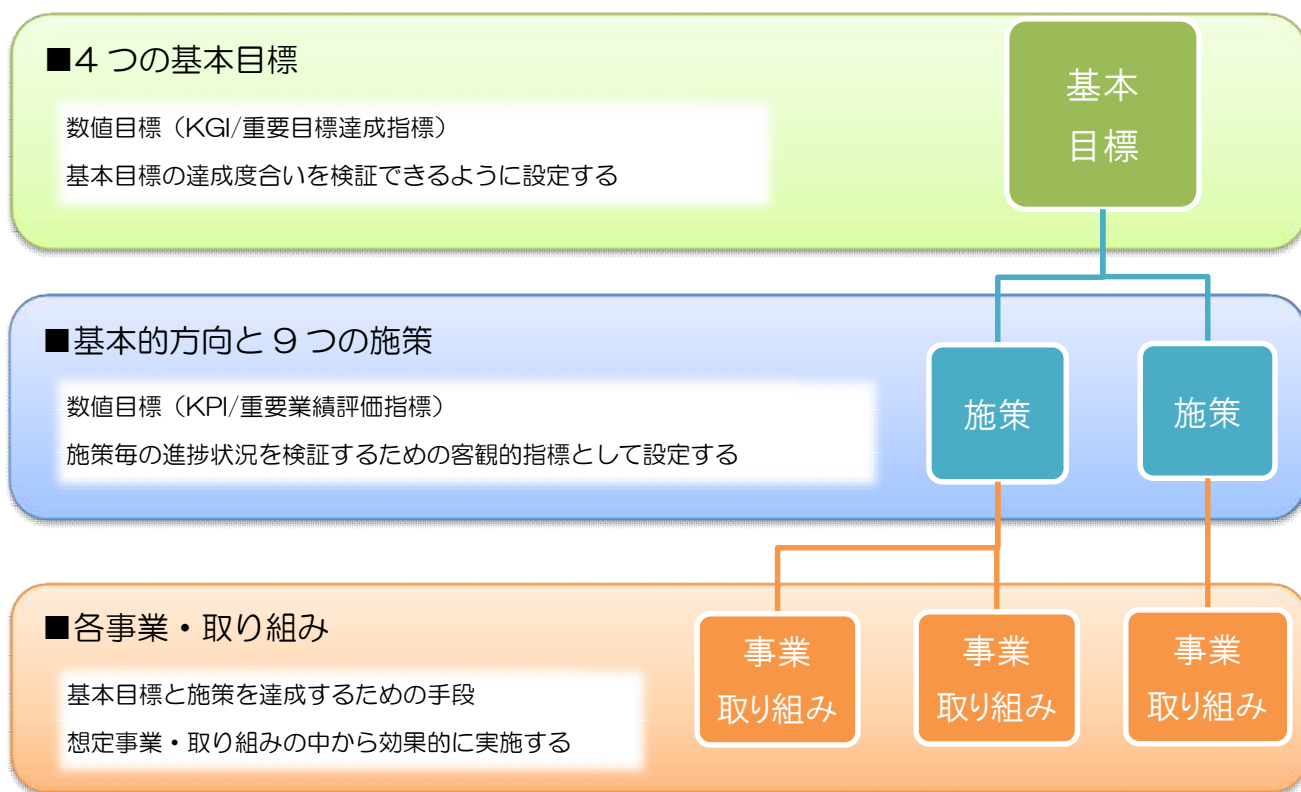 ■4 つの基本目標
数値目標（KGI/重要目標達成指標）
基本目標の達成度合いを検証できるように設定する
基本
目標
■基本的方向と 9 つの施策
数値目標（KPI/重要業績評価指標）
施策毎の進捗状況を検証するための客観的指標として設定する
施策
施策
■各事業・取り組み
基本目標と施策を達成するための手段
想定事業・取り組みの中から効果的に実施する
事業
取り組み
事業
取り組み
事業
取り組み